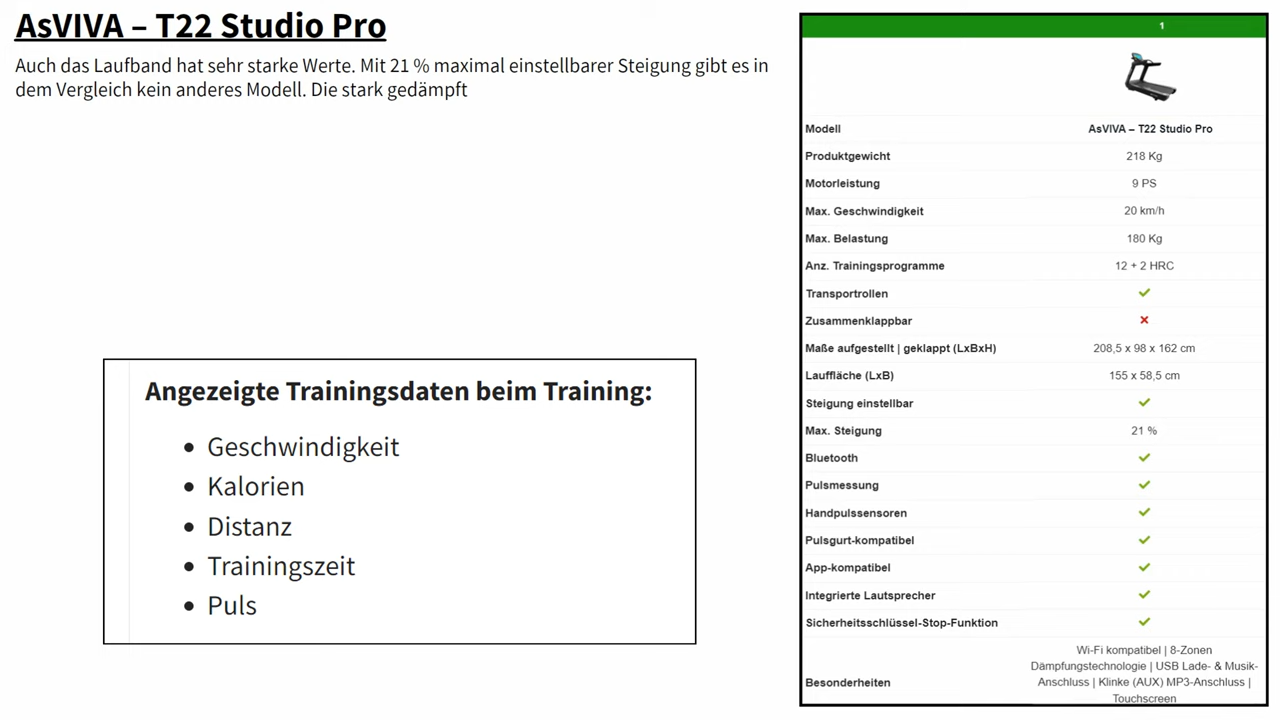 AsVIVA – T22 Studio Pro
Auch das Laufband hat sehr starke Werte. Mit 21 % maximal einstellbarer Steigung gibt es in
dem Vergleich kein anderes Modell. Die stark gedämpft
Angezeigte Trainingsdaten beim Training:
Geschwindigkeit
Kalorien
Distanz
Trainingszeit
Puls
1
Modell AsVIVA – T22 Studio Pro
Produktgewicht 218 Kg
Motorleistung 9 PS
Max. Geschwindigkeit 20 km/h
Max. Belastung 180 Kg
Anz. Trainingsprogramme 12 + 2 HRC
Transportrollen
Zusammenklappbar
Maße aufgestellt | geklappt (LxBxH) 208,5 x 98 x 162 cm
Lauffläche (LxB) 155 x 58,5 cm
Steigung einstellbar
Max. Steigung 21 %
Bluetooth
Pulsmessung
Handpulssensoren
Pulsgurt-kompatibel
App-kompatibel
Integrierte Lautsprecher
Sicherheitsschlüssel-Stop-Funktion
Besonderheiten
Wi-Fi kompatibel | 8-Zonen
Dämpfungstechnologie | USB Lade- & Musik-
Anschluss | Klinke (AUX) MP3-Anschluss |
Touchscreen